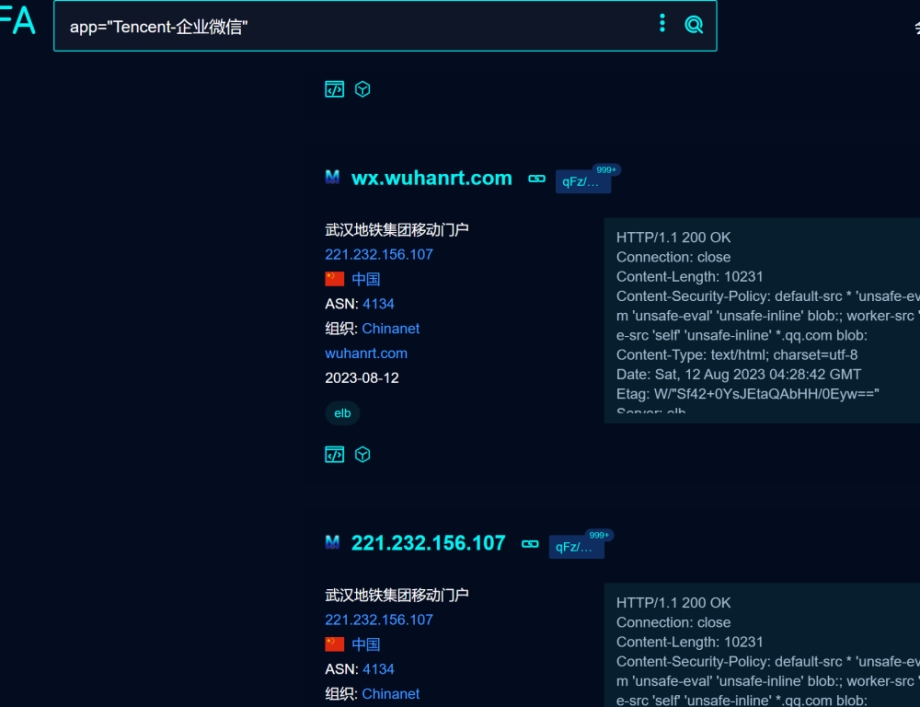 FA
app="Tencent-企业微信"
wx.wuhanrt.com
qFz/...
999+
武汉地铁集团移动门户
221.232.156.107
中国
ASN: 4134
组织: Chinanet
wuhanrt.com
2023-08-12
elb
HTTP/1.1 200 OK
Connection: close
Content-Length: 10231
Content-Security-Policy: default-src * 'unsafe-ev
m 'unsafe-eval' 'unsafe-inline' blob:; worker-src '
e-src 'self' 'unsafe-inline' *.qq.com blob:
Content-Type: text/html; charset=utf-8
Date: Sat, 12 Aug 2023 04:28:42 GMT
Etag: W/"Sf42+0YsJEtaQAbHH/0Eyw=="
Server: elb
221.232.156.107
qFz/...
999+
武汉地铁集团移动门户
221.232.156.107
中国
ASN: 4134
组织: Chinanet
HTTP/1.1 200 OK
Connection: close
Content-Length: 10231
Content-Security-Policy: default-src * 'unsafe-ev
m 'unsafe-eval' 'unsafe-inline' blob:; worker-src '
e-src 'self' 'unsafe-inline' *.qq.com blob: